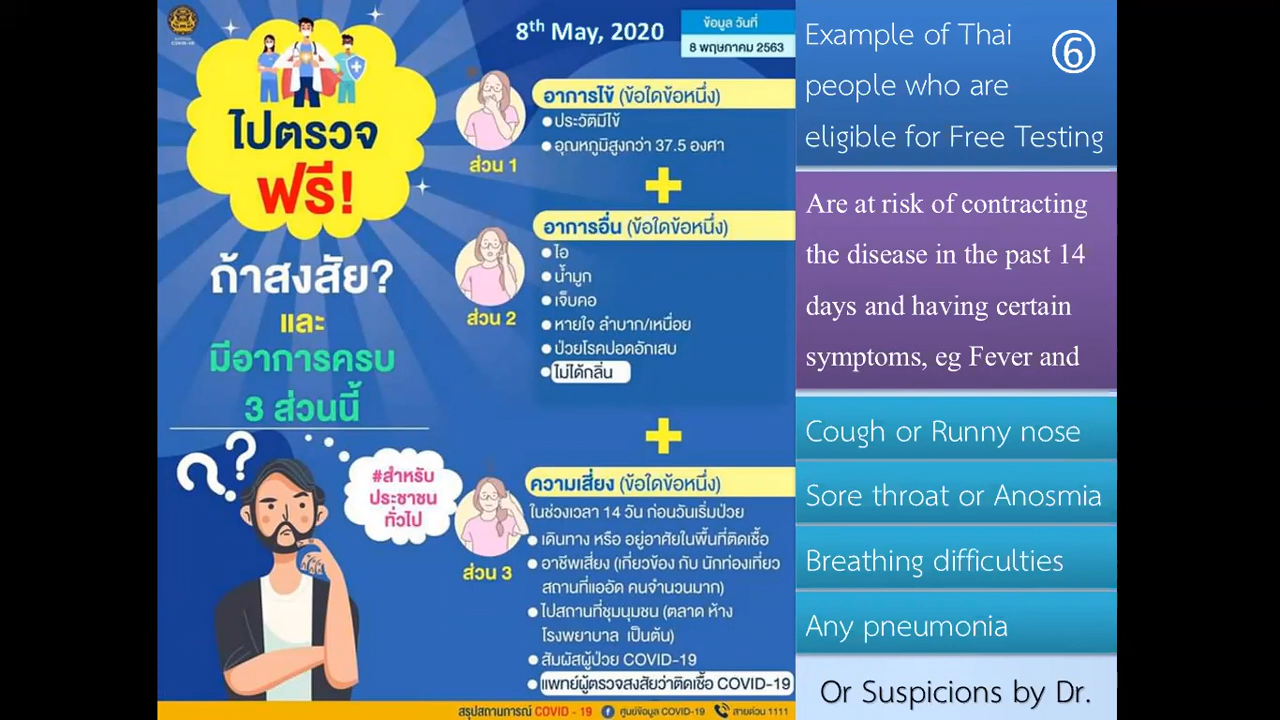 COVID-19
8th May, 2020
ข้อมูล วันที่
8 พฤษภาคม 2563
ไปตรวจ
ฟรี!
ถ้าสงสัย?
และ
มีอาการครบ
3 ส่วนนี้
#สำหรับ
ประชาชน
ทั่วไป
ส่วน 1
อาการไข้ (ข้อใดข้อหนึ่ง)
ประวัติมีไข้
อุณหภูมิสูงกว่า 37.5 องศา
ส่วน 2
อาการอื่น (ข้อใดข้อหนึ่ง)
ไอ
น้ำมูก
เจ็บคอ
หายใจ ลำบาก/เหนื่อย
ป่วยโรคปอดอักเสบ
ไม่ได้กลิ่น
ส่วน 3
ความเสี่ยง (ข้อใดข้อหนึ่ง)
ในช่วงเวลา 14 วัน ก่อนวันเริ่มป่วย
เดินทาง หรือ อยู่อาศัยในพื้นที่ติดเชื้อ
อาชีพเสี่ยง (เกี่ยวข้อง กับ นักท่องเที่ยว
สถานที่แออัด คนจำนวนมาก)
ไปสถานที่ชุมนุมชน (ตลาด ห้าง
โรงพยาบาล เป็นต้น)
สัมผัสผู้ป่วย COVID-19
แพทย์ผู้ตรวจสงสัยว่าติดเชื้อ COVID-19
สรุปสถานการณ์ COVID - 19 ศูนย์ข้อมูล COVID-19 สายด่วน 1111
Example of Thai ⑥
people who are
eligible for Free Testing
Are at risk of contracting
the disease in the past 14
days and having certain
symptoms, eg Fever and
Cough or Runny nose
Sore throat or Anosmia
Breathing difficulties
Any pneumonia
Or Suspicions by Dr.